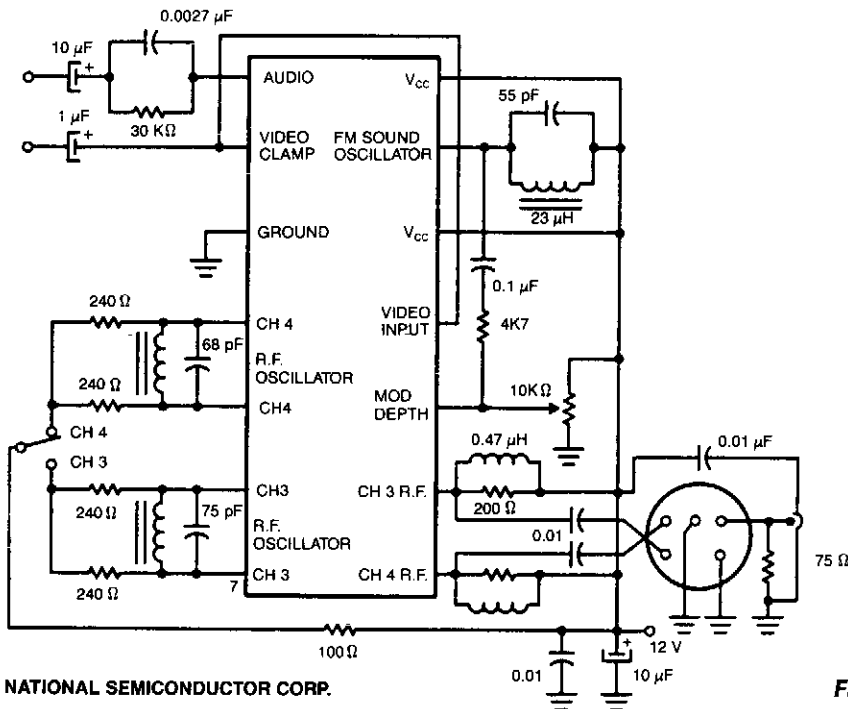 0.0027 µF
10 µF
+
AUDIO
VCC
30 KΩ
1 µF
+
VIDEO CLAMP
FM SOUND OSCILLATOR
55 pF
23 µH
GROUND
VCC
0.1 µF
VIDEO INPUT
4K7
240 Ω
CH 4
68 pF
R.F. OSCILLATOR
240 Ω
CH4
MOD DEPTH
10KΩ
CH 4
CH 3
0.47 µH
0.01 µF
CH3
CH 3 R.F.
240 Ω
75 pF
200 Ω
R.F. OSCILLATOR
0.01
75 Ω
240 Ω
7
CH 3
CH 4 R.F.
100Ω
+
12 V
0.01
10 µF
NATIONAL SEMICONDUCTOR CORP.